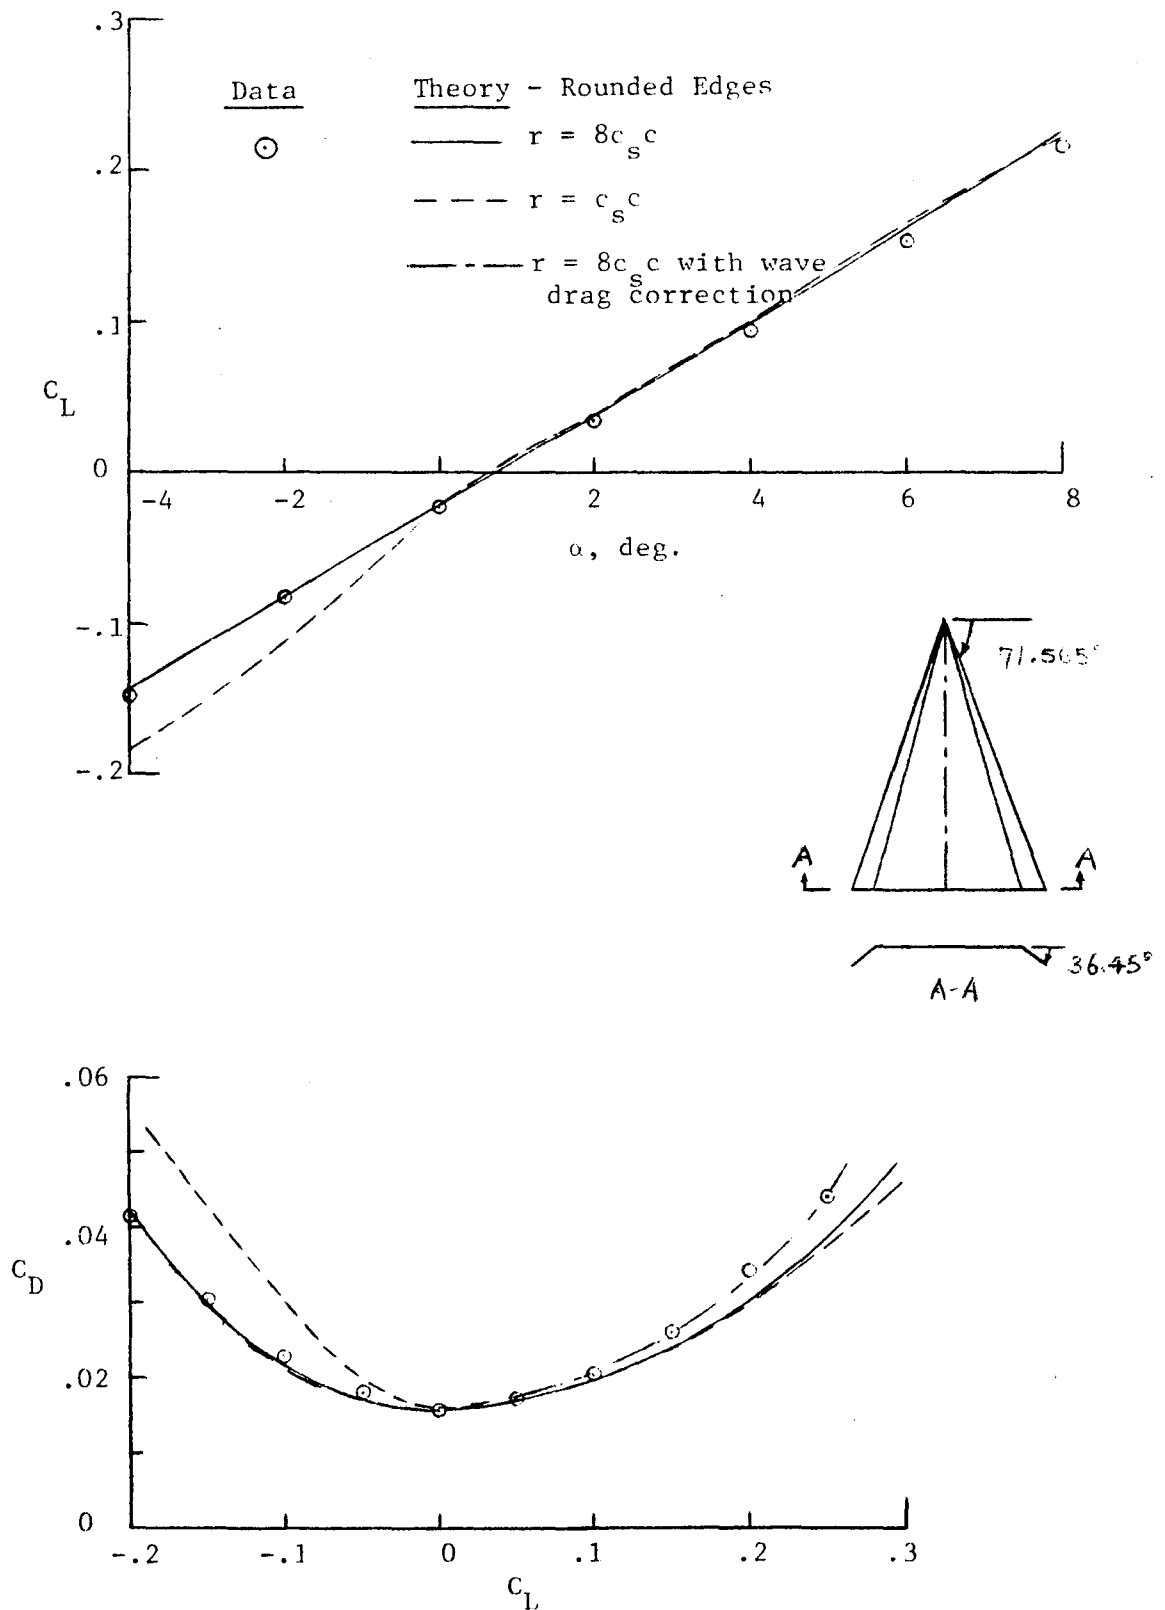 .3
Data
Theory - Rounded Edges
r = 8c_s c
.2
r = c_s c
r = 8c_s c with wave
drag correction
.1
C_L
0
-4
-2
0
2
4
6
8
α, deg.
-.1
71.565°
-.2
A A
36.45°
A-A
.06
.04
C_D
.02
0
-.2
-.1
0
.1
.2
.3
C_L